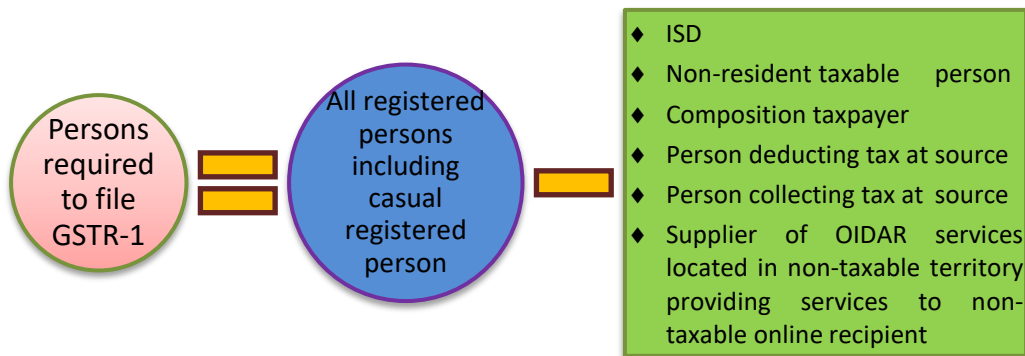 Persons
required
to file
GSTR-1
All registered
persons
including
casual
registered
person
♦ ISD
♦ Non-resident taxable person
♦ Composition taxpayer
♦ Person deducting tax at source
♦ Person collecting tax at source
♦ Supplier of OIDAR services
located in non-taxable territory
providing services to non-
taxable online recipient